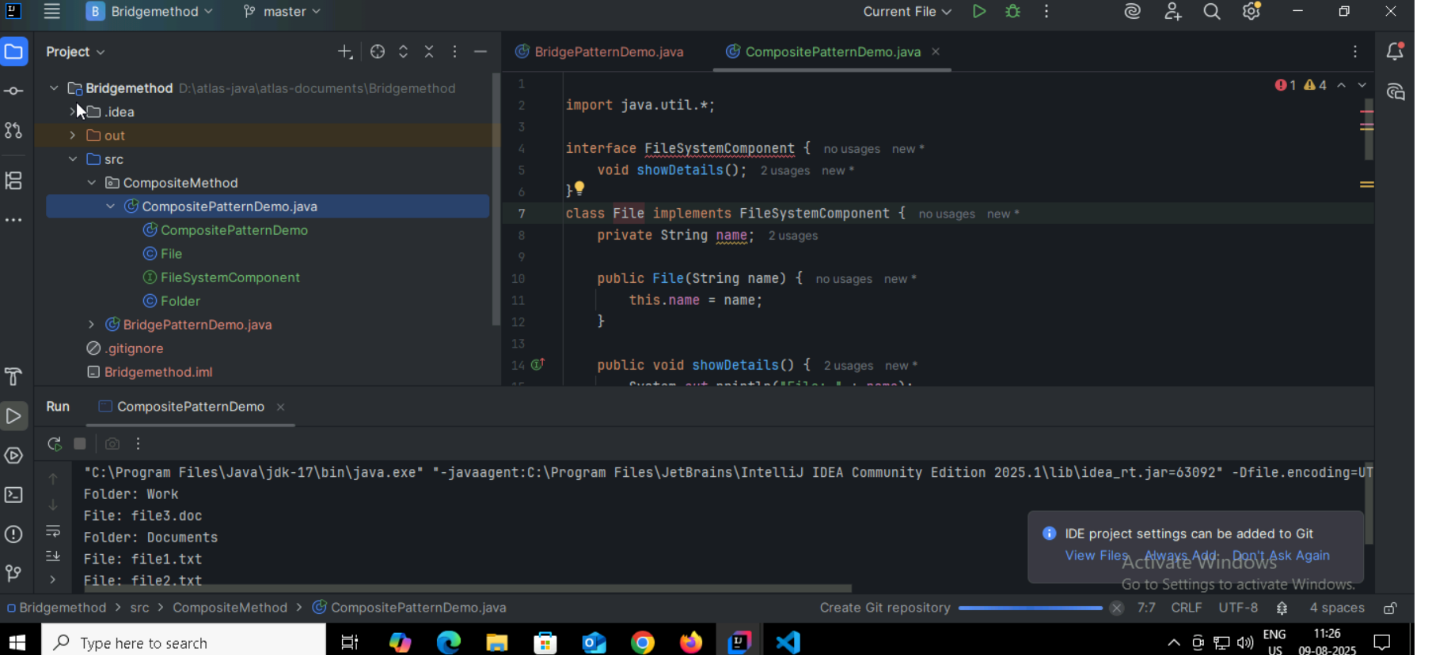 B Bridgemethod master Current File
Project
BridgePatternDemo.java CompositePatternDemo.java
Bridgemethod D:\atlas-java\atlas-documents\Bridgemethod
.idea
out
src
CompositeMethod
CompositePatternDemo.java
CompositePatternDemo
File
FileSystemComponent
Folder
BridgePatternDemo.java
.gitignore
Bridgemethod.iml
1 4
1
2 import java.util.*;
3
4 interface FileSystemComponent { no usages new *
5 void showDetails(); 2 usages new *
6 }
7 class File implements FileSystemComponent { no usages new *
8 private String name; 2 usages
9
10 public File(String name) { no usages new *
11 this.name = name;
12 }
13
14 public void showDetails() { 2 usages new *
System.out.println("File: " + name);
Run CompositePatternDemo
"C:\Program Files\Java\jdk-17\bin\java.exe" "-javaagent:C:\Program Files\JetBrains\IntelliJ IDEA Community Edition 2025.1\lib\idea_rt.jar=63092" -Dfile.encoding=UT
Folder: Work
File: file3.doc
Folder: Documents
File: file1.txt
File: file2.txt
IDE project settings can be added to Git
View Files Always Add Don't Ask Again
Activate Windows
Go to Settings to activate Windows.
Bridgemethod > src > CompositeMethod > CompositePatternDemo.java Create Git repository 7:7 CRLF UTF-8 4 spaces
Type here to search
ENG
US
11:26
09-08-2025